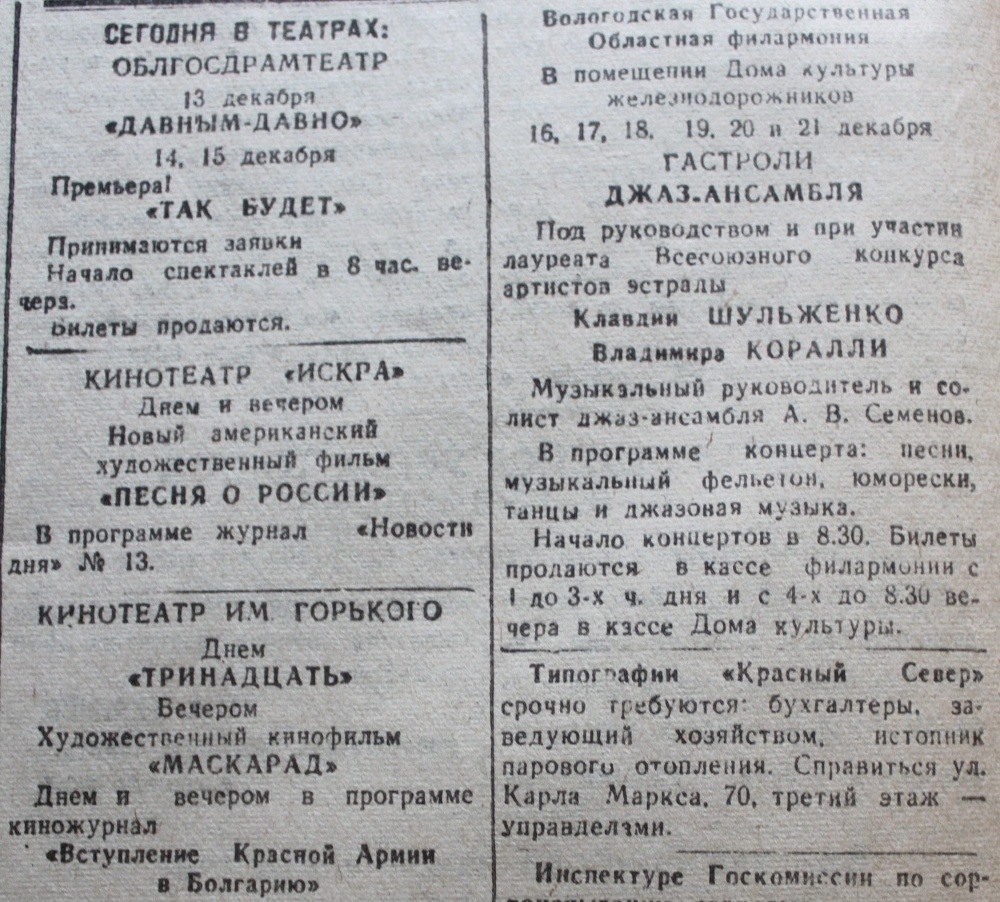 СЕГОДНЯ В ТЕАТРАХ:
ОБЛГОСДРАМТЕАТР
13 декабря
«ДАВНЫМ-ДАВНО»
14, 15 декабря
Премьера!
«ТАК БУДЕТ»
Принимаются заявки
Начало спектаклей в 8 час. ве-
чера.
Билеты продаются.
КИНОТЕАТР «ИСКРА»
Днем и вечером
Новый американский
художественный фильм
«ПЕСНЯ О РОССИИ»
В программе журнал «Новости
дня» № 13.
КИНОТЕАТР ИМ. ГОРЬКОГО
Днем
«ТРИНАДЦАТЬ»
Вечером
Художественный кинофильм
«МАСКАРАД»
Днем и вечером в программе
киножурнал
«Вступление Красной Армии
в Болгарию»
Вологодская Государственная
Областная филармония
В помещении Дома культуры
железнодорожников
16, 17, 18. 19, 20 и 21 декабря
ГАСТРОЛИ
ДЖАЗ-АНСАМБЛЯ
Под руководством и при участии
лауреата Всесоюзного конкурса
артистов эстрады
Клавдии ШУЛЬЖЕНКО
Владимира КОРАЛЛИ
Музыкальный руководитель и со-
лист джаз-ансамбля А. В. Семенов.
В программе концерта: песни,
музыкальный фельетон, юморески,
танцы и джазовая музыка.
Начало концертов в 8.30. Билеты
продаются в кассе филармонии с
1 до 3-х ч. дня и с 4-х до 8.30 ве-
чера в кассе Дома культуры.
Типографии «Красный Север»
срочно требуются: бухгалтеры, за-
ведующий хозяйством, истопник
парового отопления. Справиться ул.
Карла Маркса, 70, третий этаж —
управделами.
Инспектуре Госкомиссии по сор-